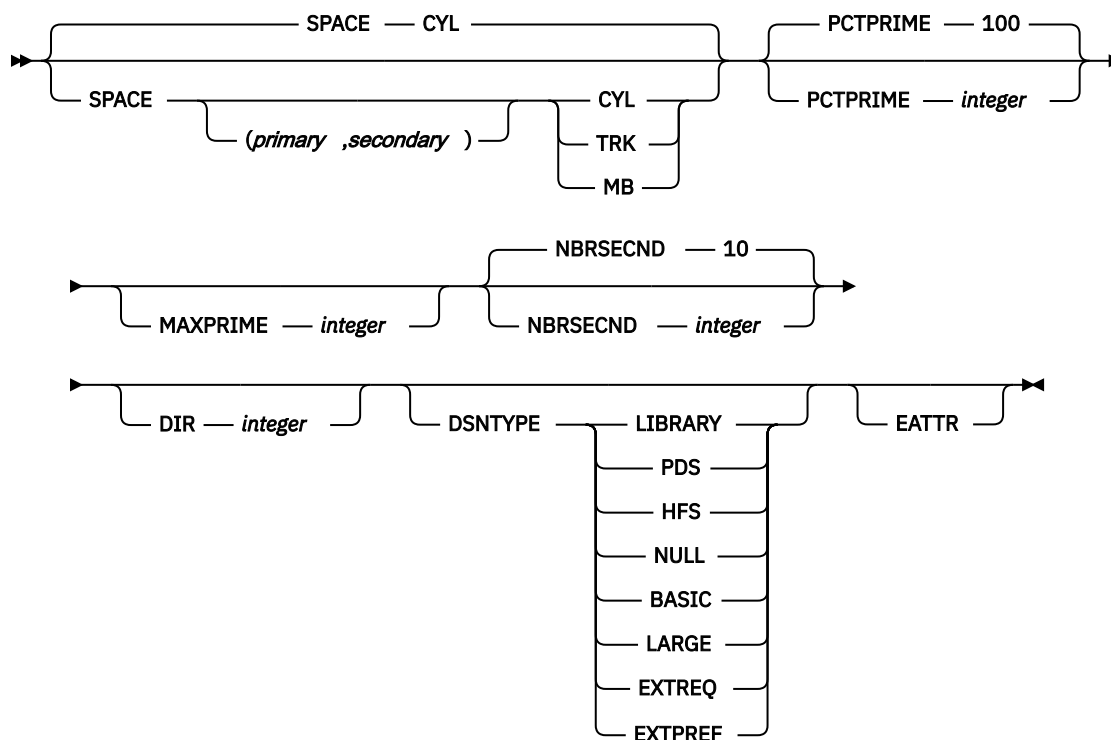 SPACE CYL PCTPRIME 100
SPACE CYL PCTPRIME integer
(primary ,secondary ) TRK
MB
NBRSECND 10
MAXPRIME integer NBRSECND integer
DIR integer DSNTYPE LIBRARY EATTR
PDS
HFS
NULL
BASIC
LARGE
EXTREQ
EXTPREF